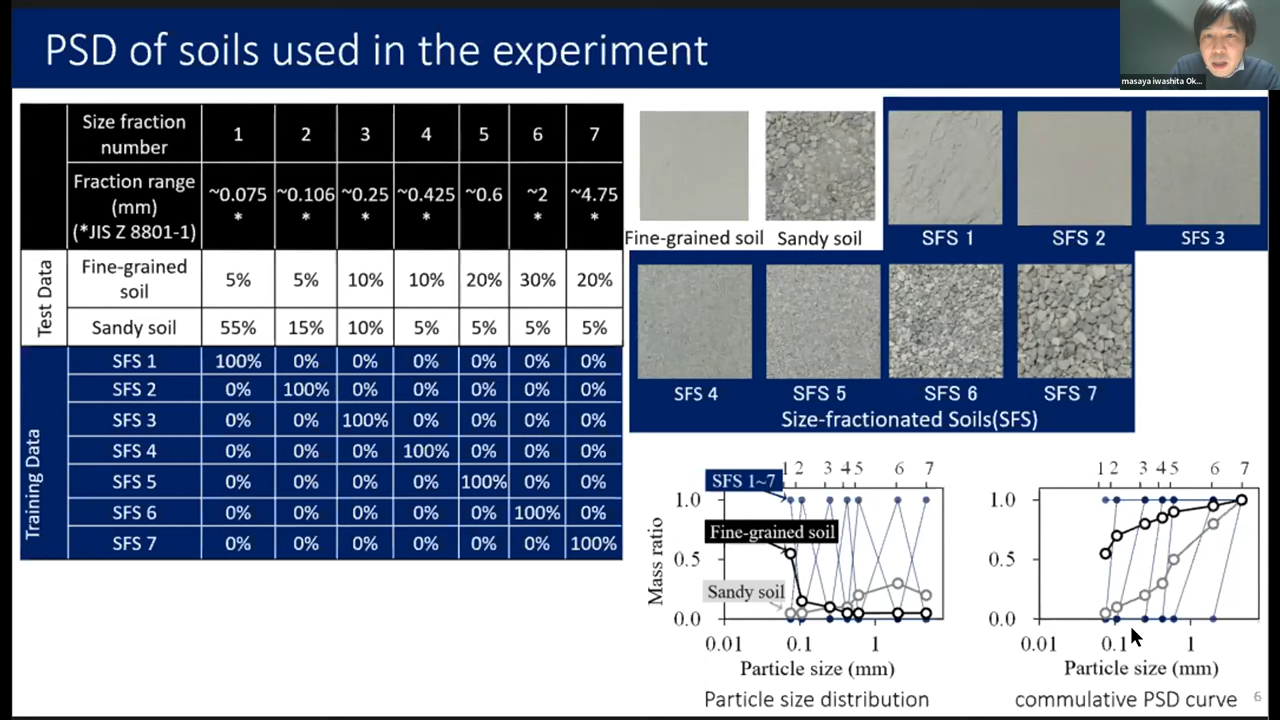 PSD of soils used in the experiment
masaya iwashita Ok...
Size fraction number 1 2 3 4 5 6 7
Fraction range (mm) (*JIS Z 8801-1) ~0.075 * ~0.106 * ~0.25 * ~0.425 * ~0.6 ~2 * ~4.75 *
Test Data
Fine-grained soil 5% 5% 10% 10% 20% 30% 20%
Sandy soil 55% 15% 10% 5% 5% 5% 5%
Training Data
SFS 1 100% 0% 0% 0% 0% 0% 0%
SFS 2 0% 100% 0% 0% 0% 0% 0%
SFS 3 0% 0% 100% 0% 0% 0% 0%
SFS 4 0% 0% 0% 100% 0% 0% 0%
SFS 5 0% 0% 0% 0% 100% 0% 0%
SFS 6 0% 0% 0% 0% 0% 100% 0%
SFS 7 0% 0% 0% 0% 0% 0% 100%
Fine-grained soil Sandy soil SFS 1 SFS 2 SFS 3
SFS 4 SFS 5 SFS 6 SFS 7
Size-fractionated Soils(SFS)
1 2 3 4 5 6 7
SFS 1~7
Fine-grained soil
Sandy soil
Mass ratio
1.0
0.5
0.0
0.01 0.1 1
Particle size (mm)
Particle size distribution
1 2 3 4 5 6 7
1.0
0.5
0.0
0.01 0.1 1
Particle size (mm)
commulative PSD curve
6